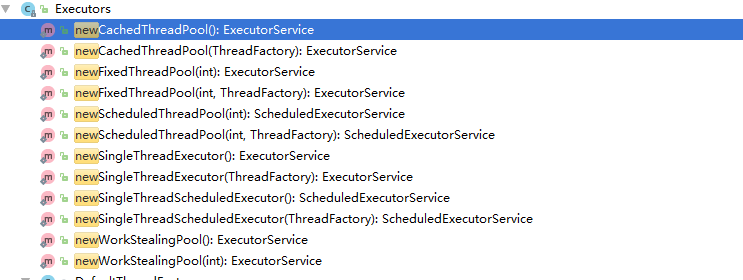 Executors
newCachedThreadPool(): ExecutorService
newCachedThreadPool(ThreadFactory): ExecutorService
newFixedThreadPool(int): ExecutorService
newFixedThreadPool(int, ThreadFactory): ExecutorService
newScheduledThreadPool(int): ScheduledExecutorService
newScheduledThreadPool(int, ThreadFactory): ScheduledExecutorService
newSingleThreadExecutor(): ExecutorService
newSingleThreadExecutor(ThreadFactory): ExecutorService
newSingleThreadScheduledExecutor(): ScheduledExecutorService
newSingleThreadScheduledExecutor(ThreadFactory): ScheduledExecutorService
newWorkStealingPool(): ExecutorService
newWorkStealingPool(int): ExecutorService